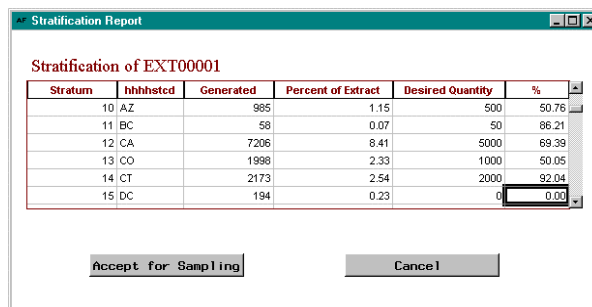 AF Stratification Report
Stratification of EXT00001
Stratum hhhhstcd Generated Percent of Extract Desired Quantity %
10 AZ 985 1.15 500 50.76
11 BC 58 0.07 50 86.21
12 CA 7206 8.41 5000 69.39
13 CO 1998 2.33 1000 50.05
14 CT 2173 2.54 2000 92.04
15 DC 194 0.23 0 0.00
Accept for Sampling Cancel